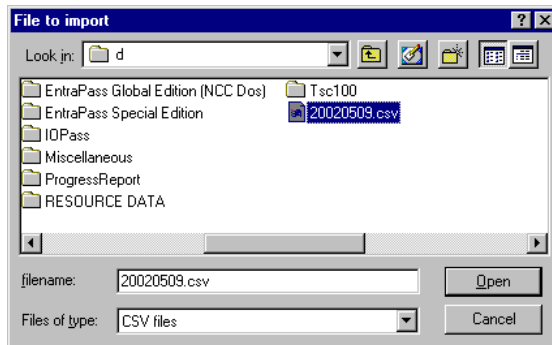 File to import
Look in: d
EntraPass Global Edition (NCC Dos)
EntraPass Special Edition
IOPass
Miscellaneous
ProgressReport
RESOURCE DATA
Tsc100
20020509.csv
filename: 20020509.csv Open
Files of type: CSV files Cancel